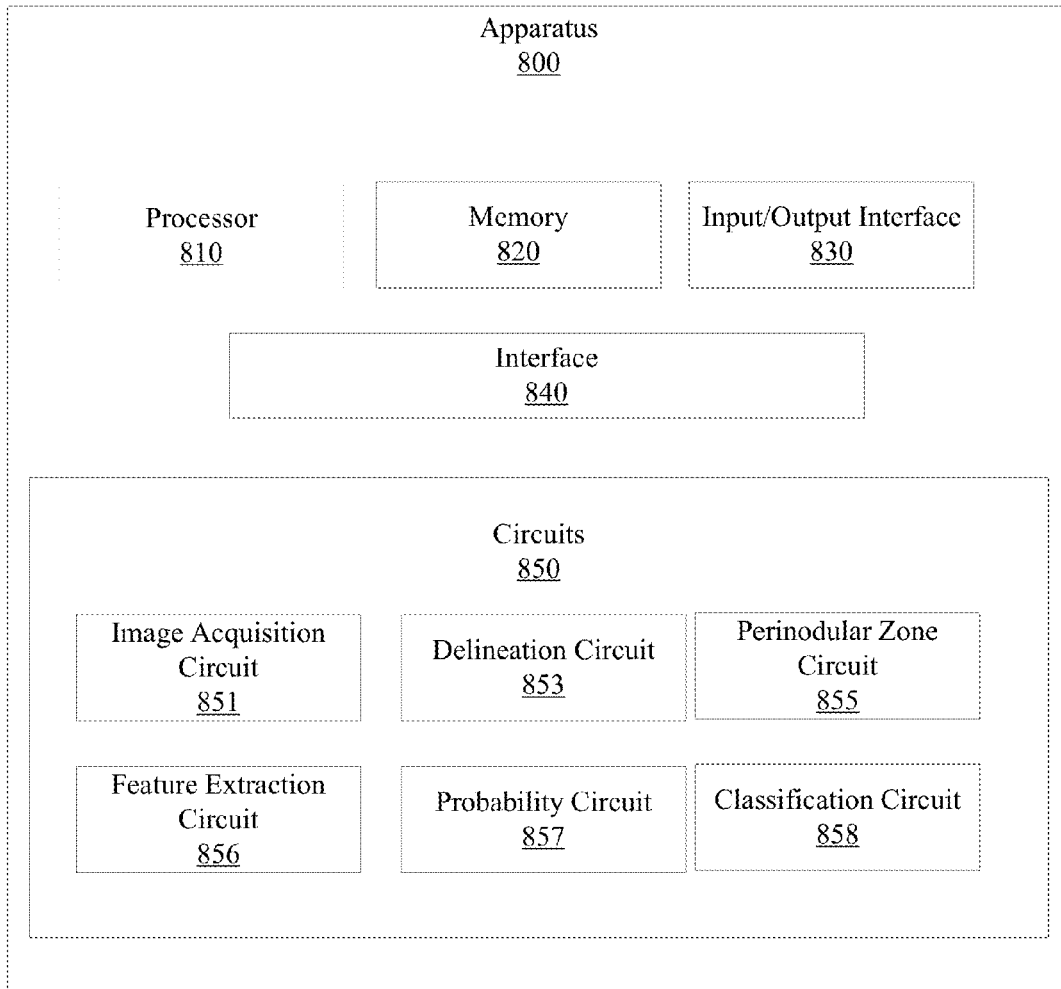 Apparatus
800
Processor
810
Memory
820
Input/Output Interface
830
Interface
840
Circuits
850
Image Acquisition
Circuit
851
Delineation Circuit
853
Perinodular Zone
Circuit
855
Feature Extraction
Circuit
856
Probability Circuit
857
Classification Circuit
858